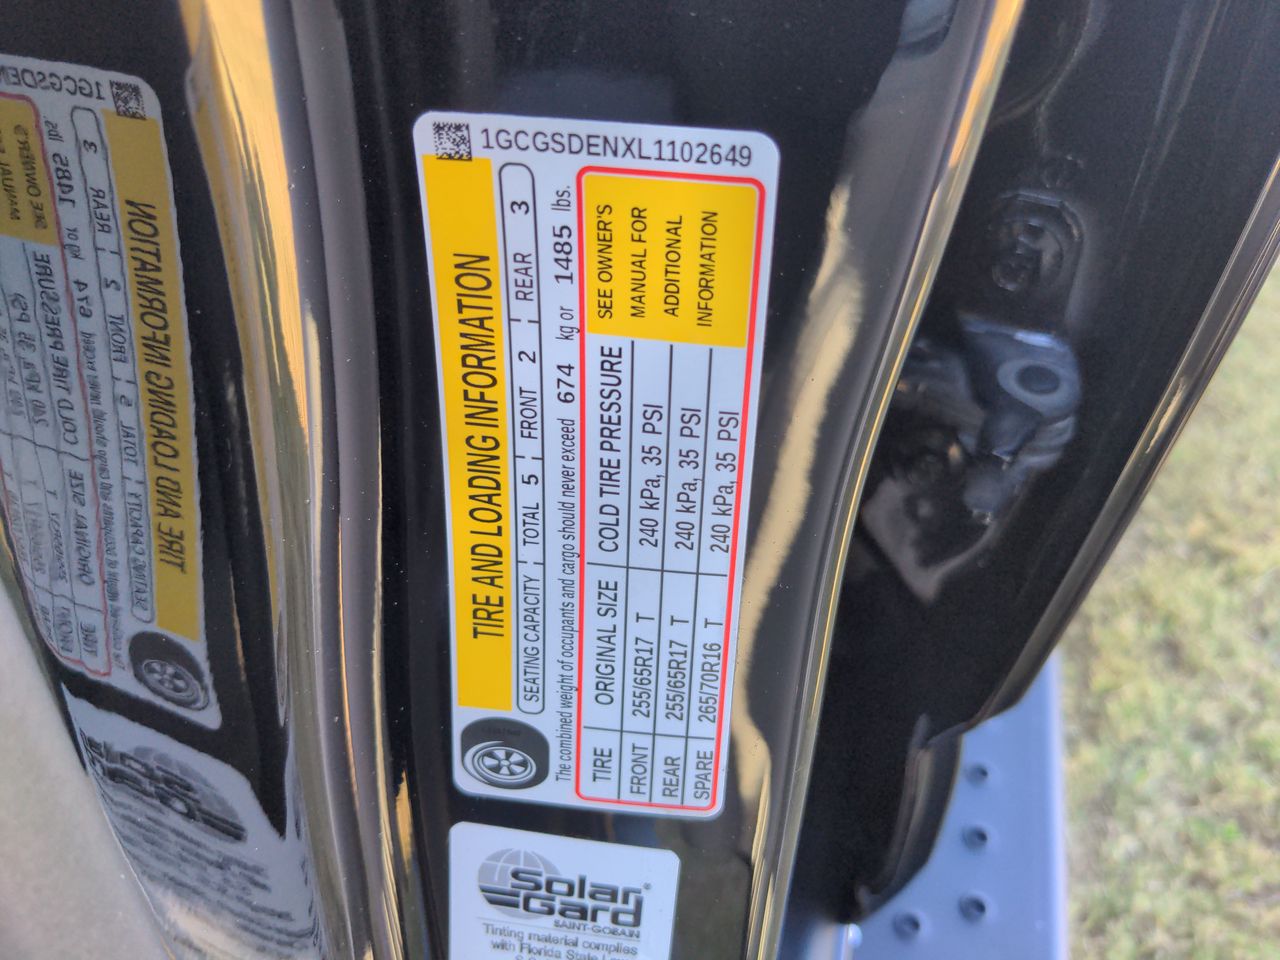 1GCGSDENXL1102649
TIRE AND LOADING INFORMATION
SEATING CAPACITY TOTAL 5 FRONT 2 REAR 3
The combined weight of occupants and cargo should never exceed 674 kg or 1485 lbs.
TIRE ORIGINAL SIZE COLD TIRE PRESSURE
FRONT 255/65R17 T 240 kPa, 35 PSI
REAR 255/65R17 T 240 kPa, 35 PSI
SPARE 265/70R16 T 240 kPa, 35 PSI
SEE OWNER'S
MANUAL FOR
ADDITIONAL
INFORMATION
Solar
Gard®
SAINT-GOBAIN
Tinting material complies
with Florida State